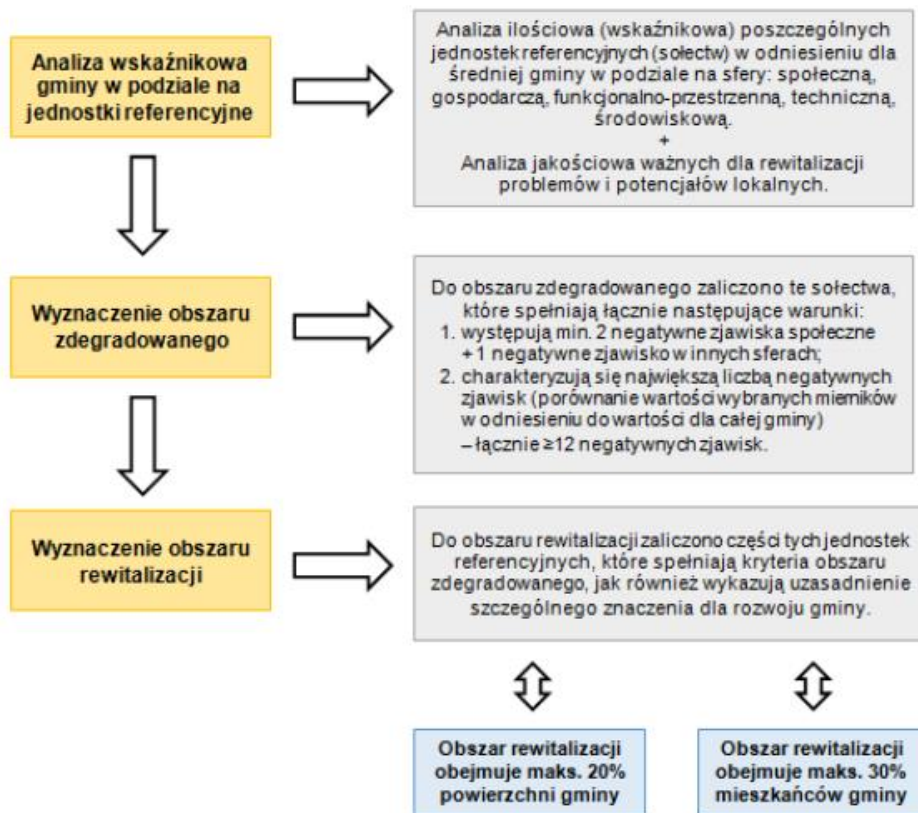 Analiza wskaźnikowa
gminy w podziale na
jednostki referencyjne
Analiza ilościowa (wskaźnikowa) poszczególnych
jednostek referencyjnych (sołectw) w odniesieniu dla
średniej gminy w podziale na sfery: społeczną,
gospodarczą, funkcjonalno-przestrzenną, techniczną,
środowiskową.
+
Analiza jakościowa ważnych dla rewitalizacji
problemów i potencjałów lokalnych.
Wyznaczenie obszaru
zdegradowanego
Do obszaru zdegradowanego zaliczono te sołectwa,
które spełniają łącznie następujące warunki:
1. występują min. 2 negatywne zjawiska społeczne
+ 1 negatywne zjawisko w innych sferach;
2. charakteryzują się największą liczbą negatywnych
zjawisk (porównanie wartości wybranych mierników
w odniesieniu do wartości dla całej gminy)
– łącznie ≥12 negatywnych zjawisk.
Wyznaczenie obszaru
rewitalizacji
Do obszaru rewitalizacji zaliczono części tych jednostek
referencyjnych, które spełniają kryteria obszaru
zdegradowanego, jak również wykazują uzasadnienie
szczególnego znaczenia dla rozwoju gminy.
Obszar rewitalizacji
obejmuje maks. 20%
powierzchni gminy
Obszar rewitalizacji
obejmuje maks. 30%
mieszkańców gminy